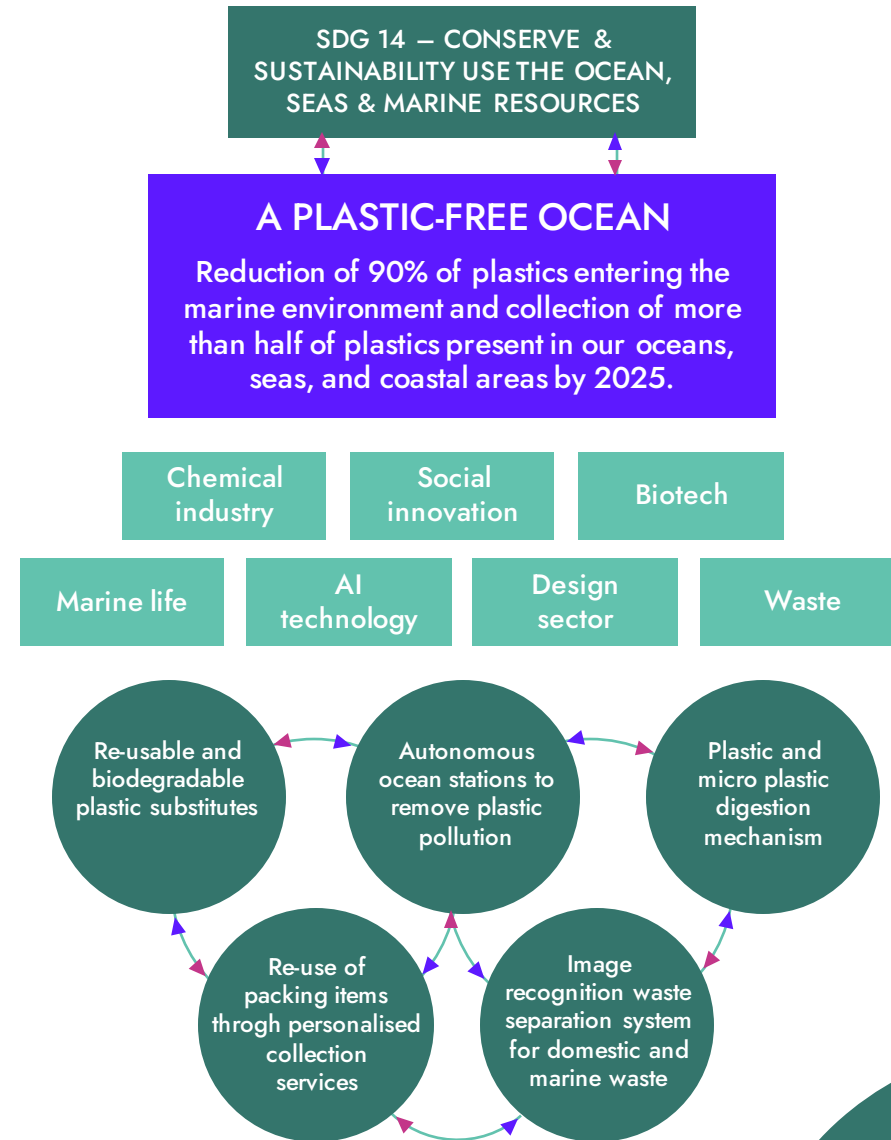 SDG 14 – CONSERVE &
SUSTAINABILITY USE THE OCEAN,
SEAS & MARINE RESOURCES
A PLASTIC-FREE OCEAN
Reduction of 90% of plastics entering the
marine environment and collection of more
than half of plastics present in our oceans,
seas, and coastal areas by 2025.
Chemical
industry
Social
innovation
Biotech
Marine life
AI
technology
Design
sector
Waste
Re-usable and
biodegradable
plastic substitutes
Autonomous
ocean stations to
remove plastic
pollution
Plastic and
micro plastic
digestion
mechanism
Re-use of
packing items
throgh personalised
collection
services
Image
recognition waste
separation system
for domestic and
marine waste